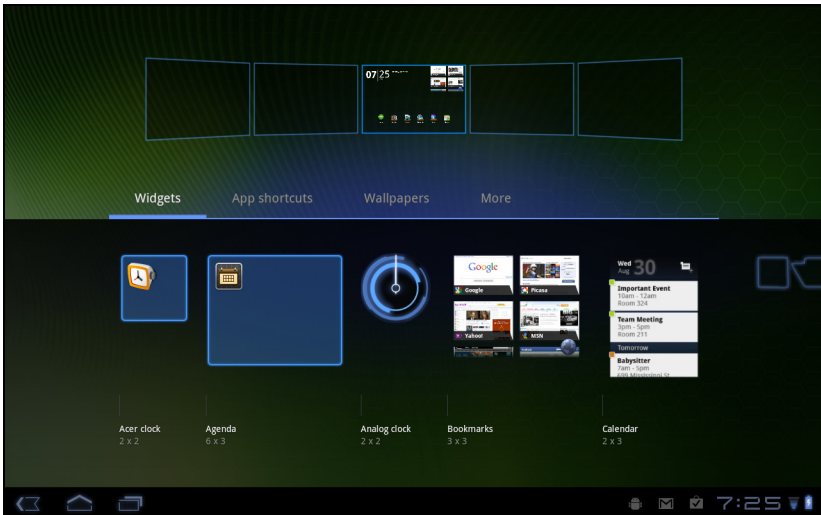 07 25
Widgets
App shortcuts
Wallpapers
More
Google
Google
Picasa
Yahoo!
MSN
Wed
Aug
30
Important Event
10am - 12am
Room 324
Team Meeting
3pm - 5pm
Room 211
Tomorrow
Babysitter
7am - 5pm
Acer clock
2 x 2
Agenda
6 x 3
Analog clock
2 x 2
Bookmarks
3 x 3
Calendar
2 x 3
7:25